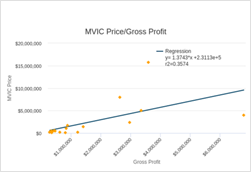 MVIC Price/Gross Profit
$20,000,000
Regression
y= 1.3743*x +2.3113e+5
r2=0.3574
$15,000,000
MVIC Price
$10,000,000
$5,000,000
$0
$1,000,000
$2,000,000
$3,000,000
$4,000,000
$5,000,000
$6,000,000
Gross Profit